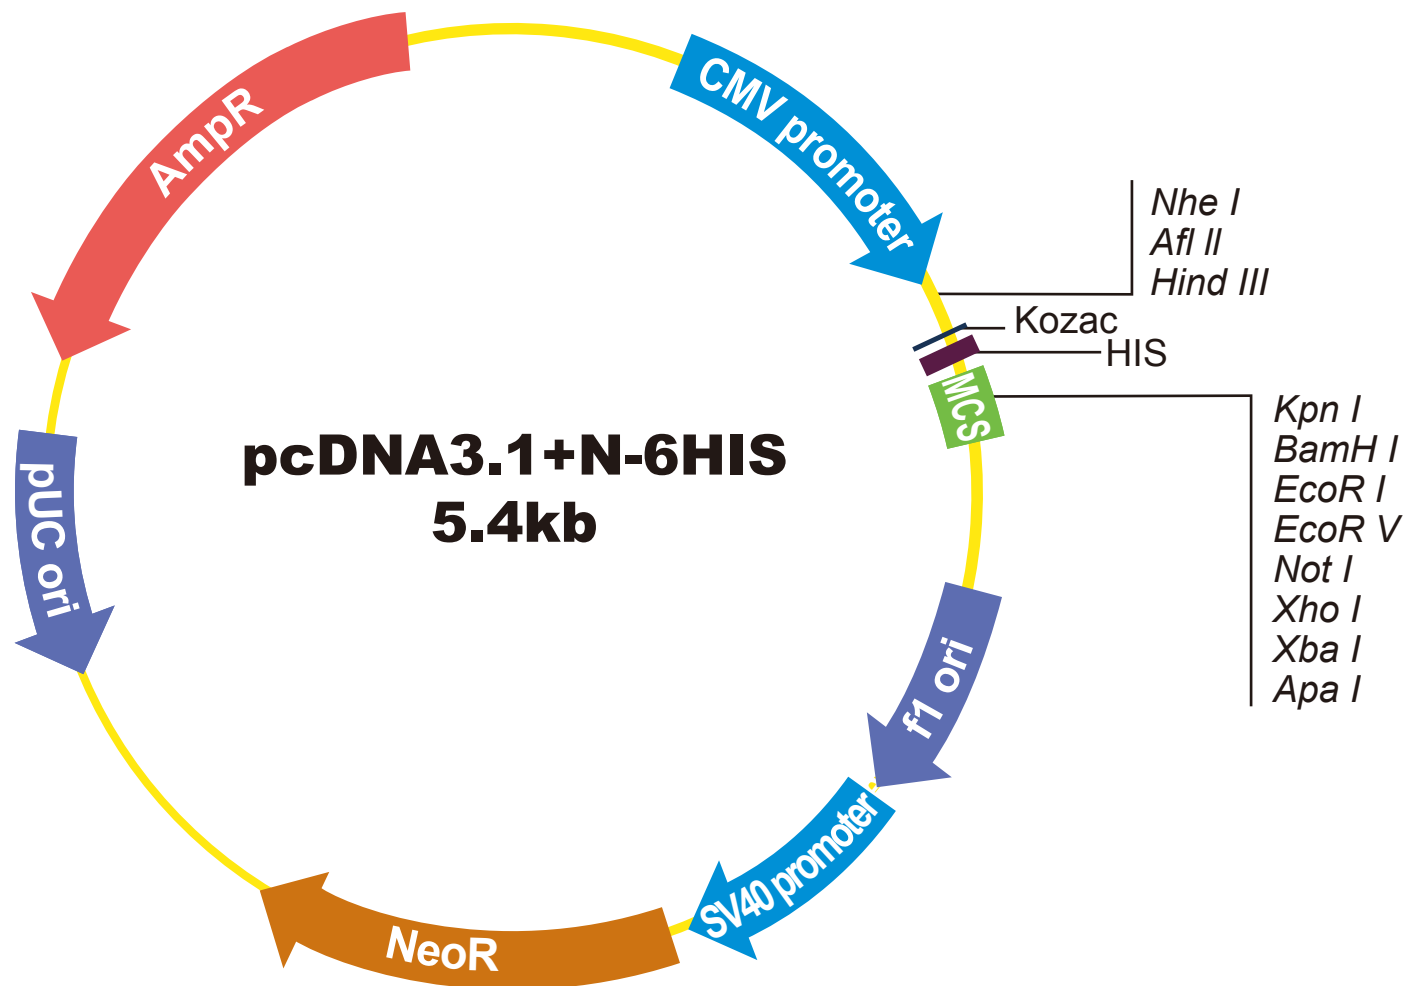 AmpR
CMV promoter
Nhe I
Afl II
Hind III
Kozac
HIS
MCS
Kpn I
BamH I
EcoR I
EcoR V
Not I
Xho I
Xba I
Apa I
pcDNA3.1+N-6HIS
5.4kb
pUC ori
f1 ori
SV40 promoter
NeoR